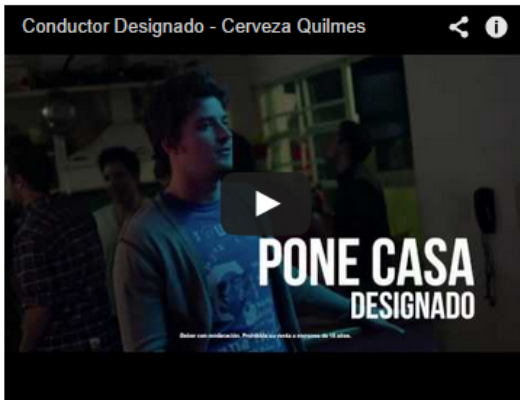 Conductor Designado - Cerveza Quilmes
PONE CASA
DESIGNADO
Beber con moderación. Prohibida su venta a menores de 18 años.